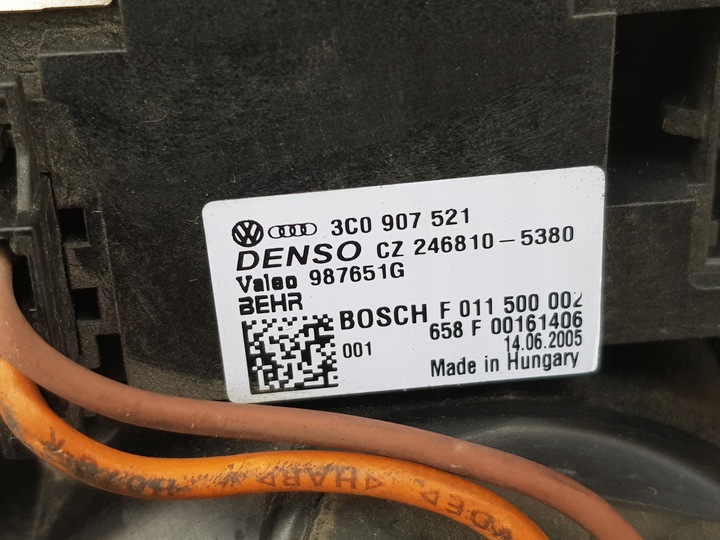 3C0 907 521
DENSO CZ 246810-5380
Valeo 987651G
BEHR
BOSCH F 011 500 002
001 658 F 00161406
14.06.2005
Made in Hungary